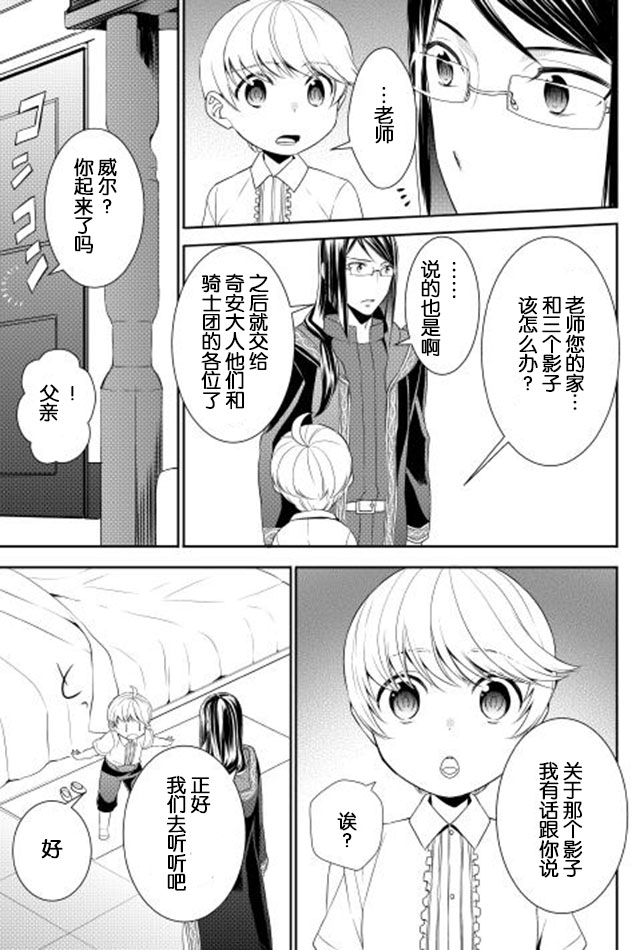 …老师
老师您的家…
和三个影子
该怎么办？
……
说的也是啊
之后就交给
奇安大人他们和
骑士团的各位了
コンコン
威尔？
你起来了吗
！
父亲
关于那个影子
我有话跟你说
诶？
正好
我们去听听吧
好